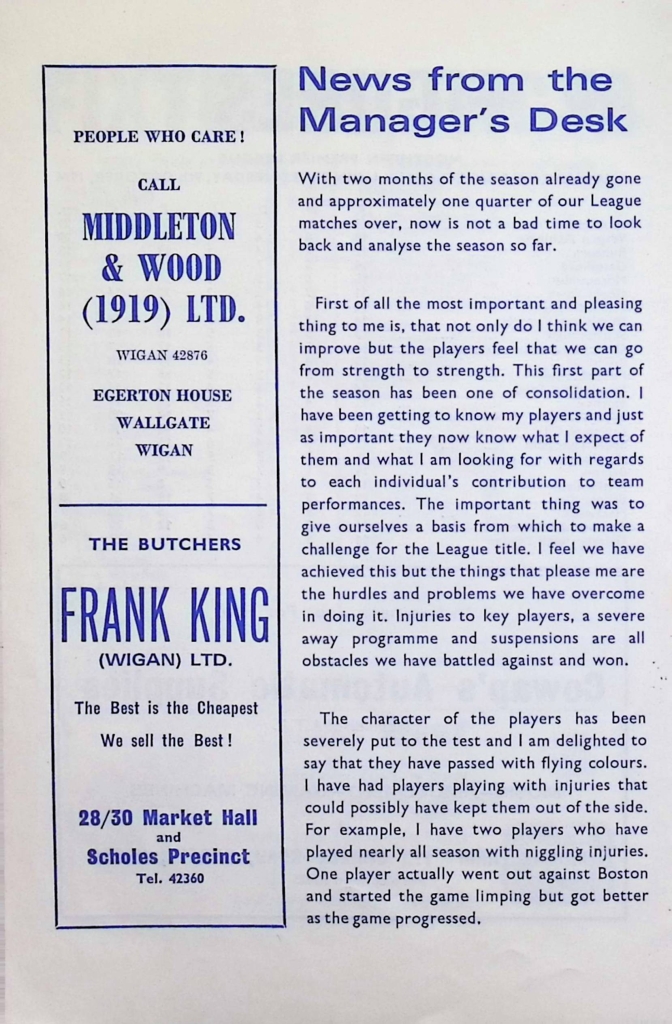 PEOPLE WHO CARE!
CALL
MIDDLETON
& WOOD
(1919) LTD.
WIGAN 42876
EGERTON HOUSE
WALLGATE
WIGAN
THE BUTCHERS
FRANK KING
(WIGAN) LTD.
The Best is the Cheapest
We sell the Best!
28/30 Market Hall
and
Scholes Precinct
Tel. 42360
News from the
Manager's Desk
With two months of the season already gone
and approximately one quarter of our League
matches over, now is not a bad time to look
back and analyse the season so far.
First of all the most important and pleasing
thing to me is, that not only do I think we can
improve but the players feel that we can go
from strength to strength. This first part of
the season has been one of consolidation. I
have been getting to know my players and just
as important they now know what I expect of
them and what I am looking for with regards
to each individual's contribution to team
performances. The important thing was to
give ourselves a basis from which to make a
challenge for the League title. I feel we have
achieved this but the things that please me are
the hurdles and problems we have overcome
in doing it. Injuries to key players, a severe
away programme and suspensions are all
obstacles we have battled against and won.
The character of the players has been
severely put to the test and I am delighted to
say that they have passed with flying colours.
I have had players playing with injuries that
could possibly have kept them out of the side.
For example, I have two players who have
played nearly all season with niggling injuries.
One player actually went out against Boston
and started the game limping but got better
as the game progressed.